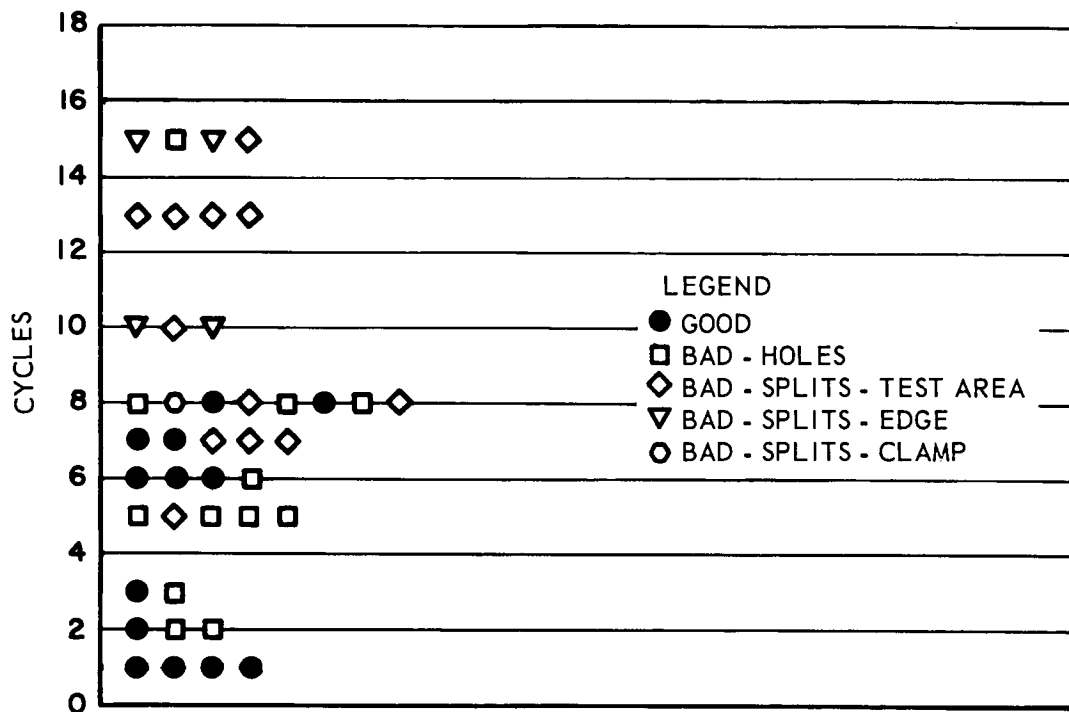 18
16
14
12
10
8
6
4
2
0
CYCLES
LEGEND
GOOD
BAD - HOLES
BAD - SPLITS - TEST AREA
BAD - SPLITS - EDGE
BAD - SPLITS - CLAMP